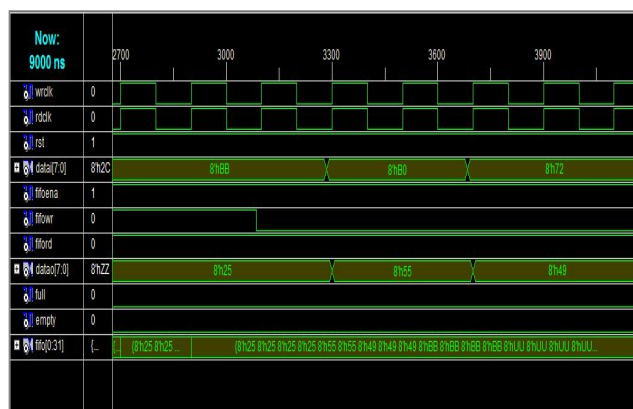 Now:
9000 ns
2700 3000 3300 3600 3900
wrclk 0
rdclk 0
rst 1
datai[7:0] 8'h2C 8'hBB 8'hB0 8'h72
fifoena 1
fifowr 0
fiford 0
datao[7:0] 8'hZZ 8'h25 8'h55 8'h49
full 0
empty 0
fifo[0:31] {... {... {8'h25 8'h25 ... {8'h25 8'h25 8'h25 8'h25 8'h55 8'h55 8'h49 8'h49 8'h49 8'hBB 8'hBB 8'hBB 8'hBB 8'hUU 8'hUU 8'hUU 8'hUU...